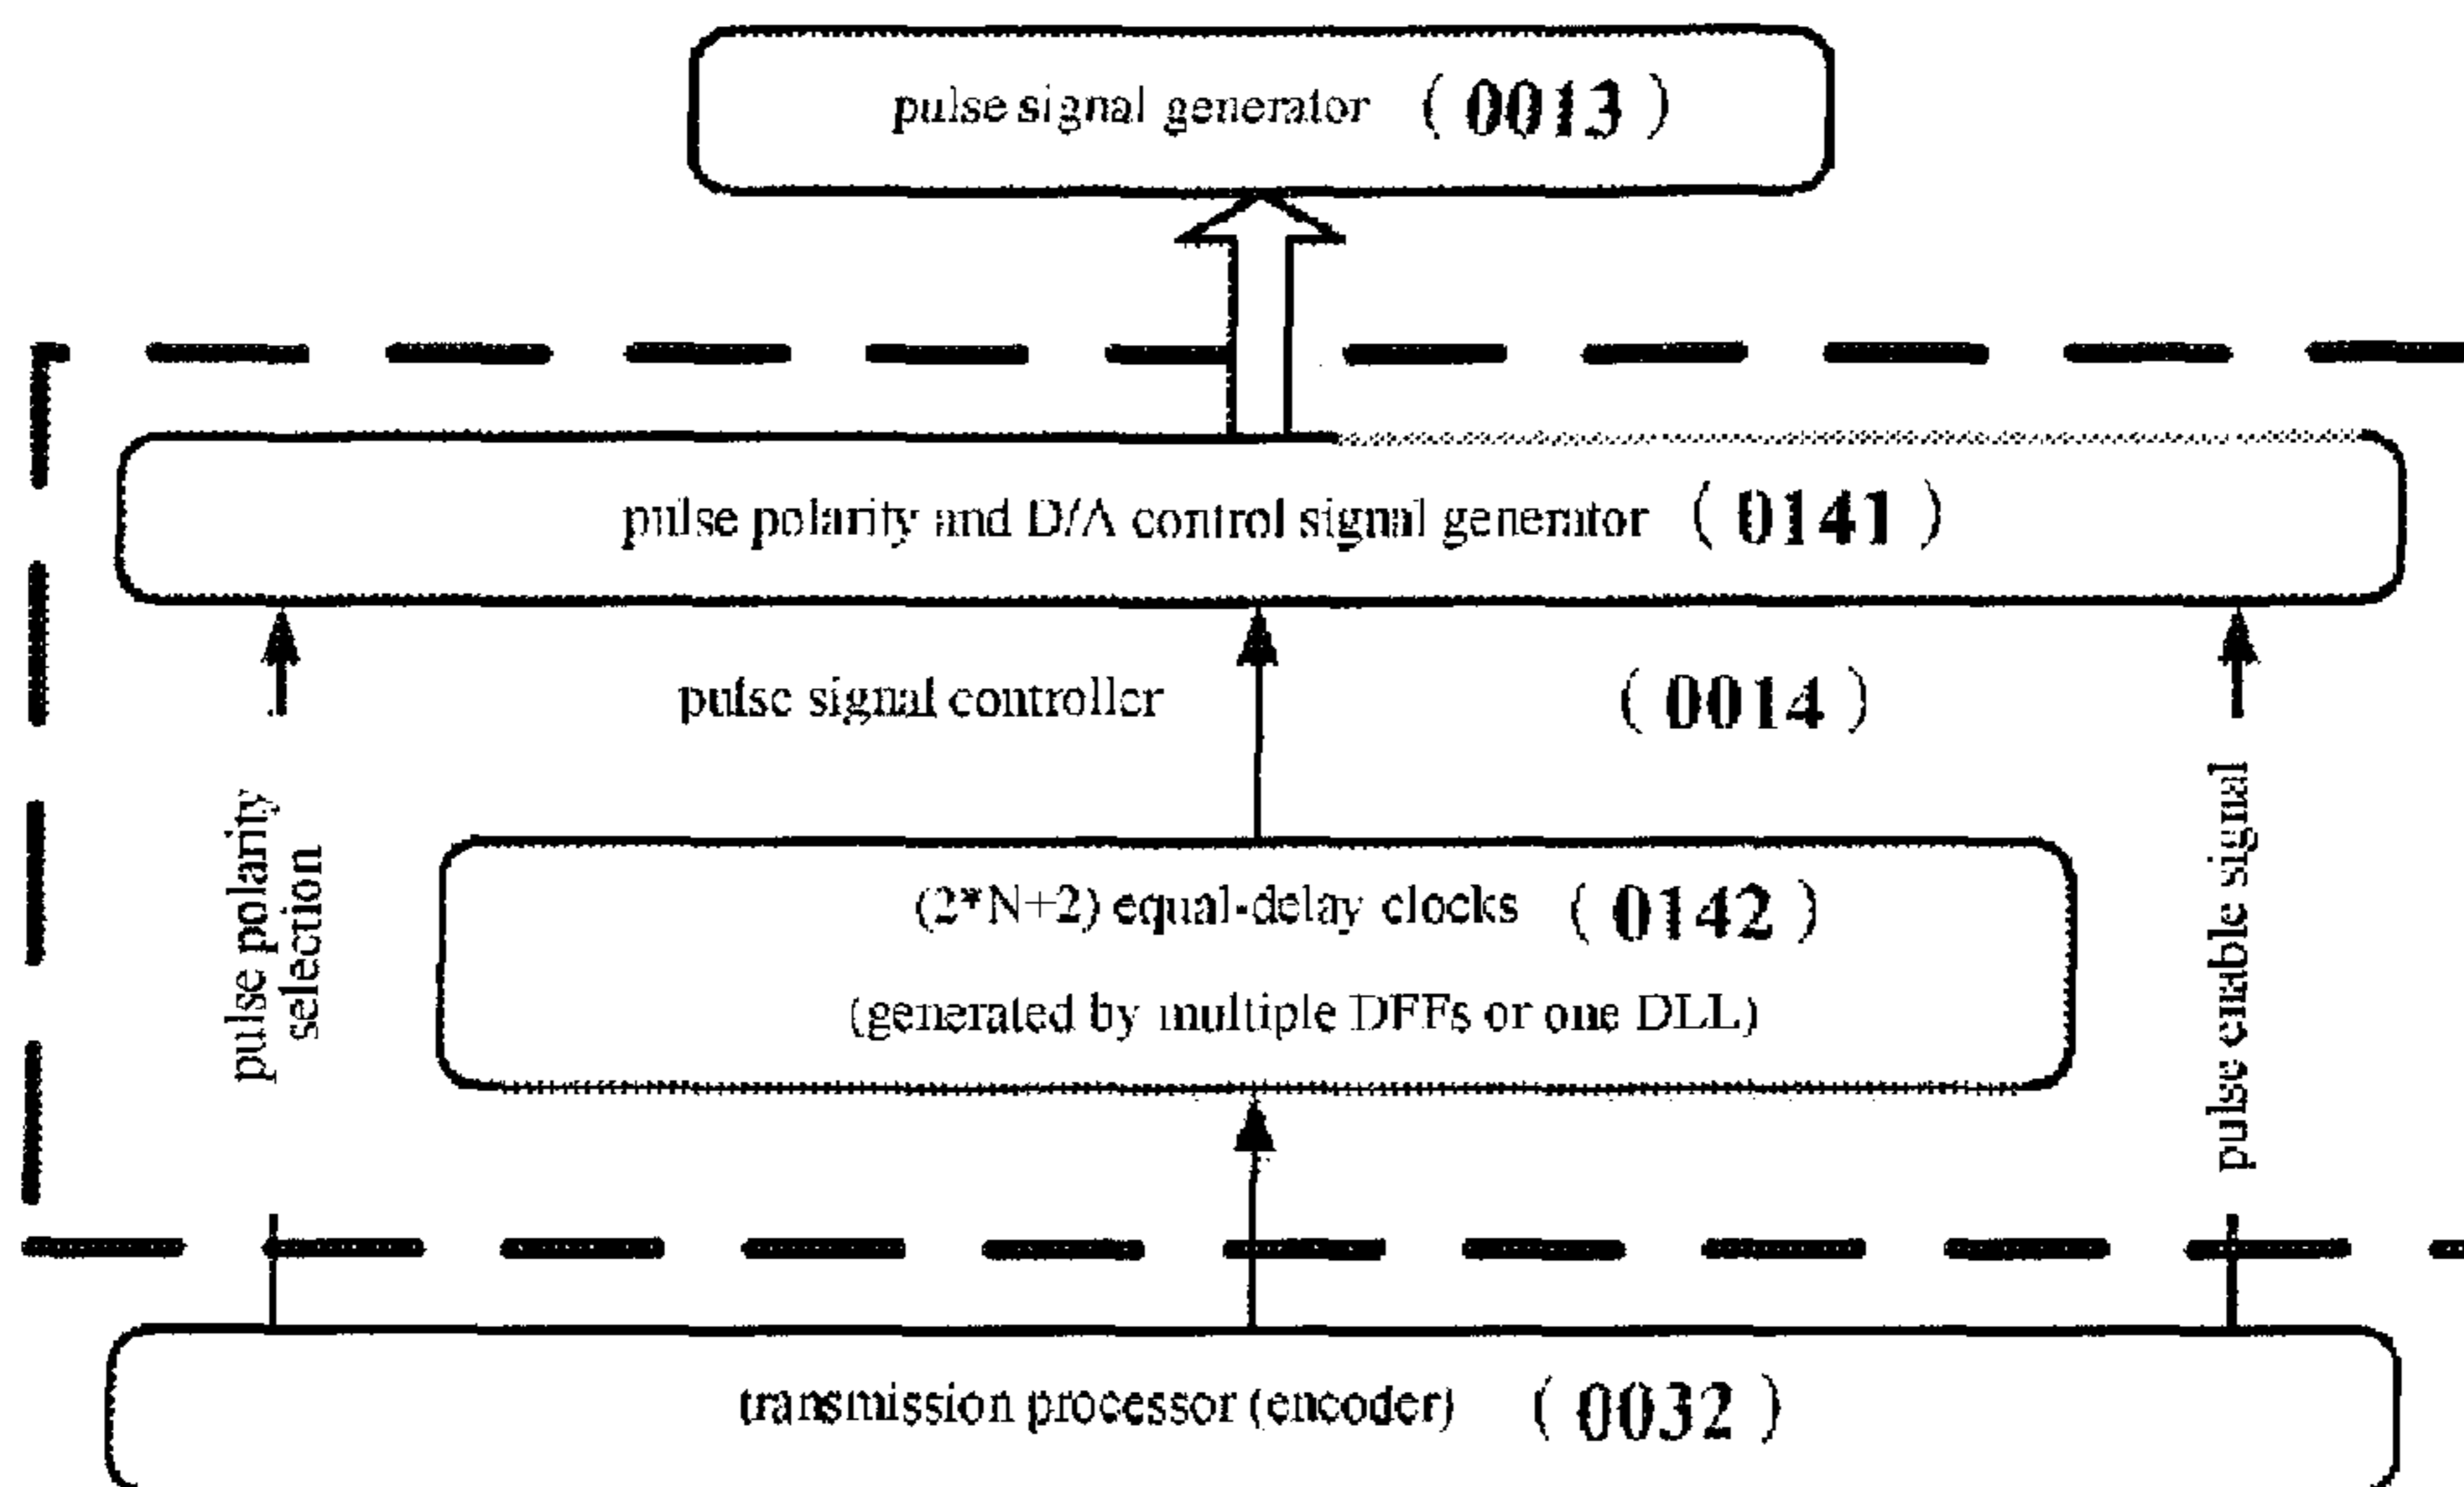 pulse signal generator ( 0013 )
pulse polarity and D/A control signal generator ( 0141 )
pulse signal controller ( 0014 )
pulse polarity
selection
(2*N+2) equal-delay clocks ( 0142 )
(generated by multiple DFFs or one DLL)
pulse enable signal
transmission processor (encoder) ( 0032 )